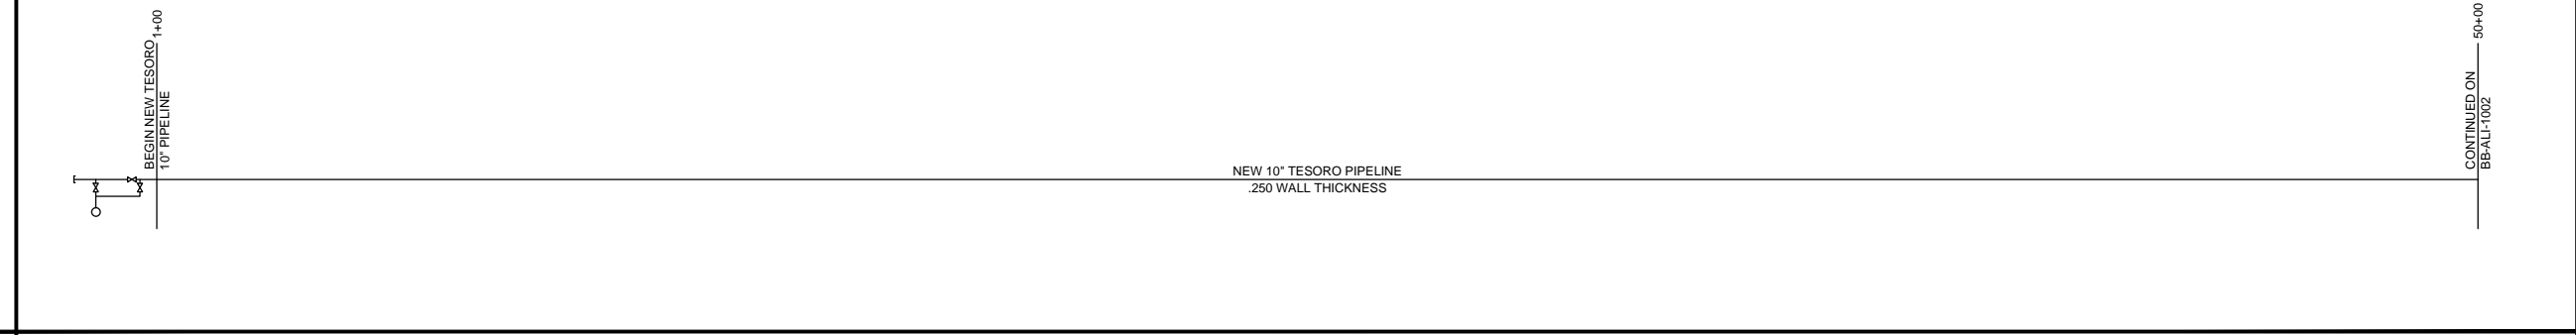 1+00
BEGIN NEW TESORO
10" PIPELINE
NEW 10" TESORO PIPELINE
.250 WALL THICKNESS
50+00
CONTINUED ON
BB-ALI-1002